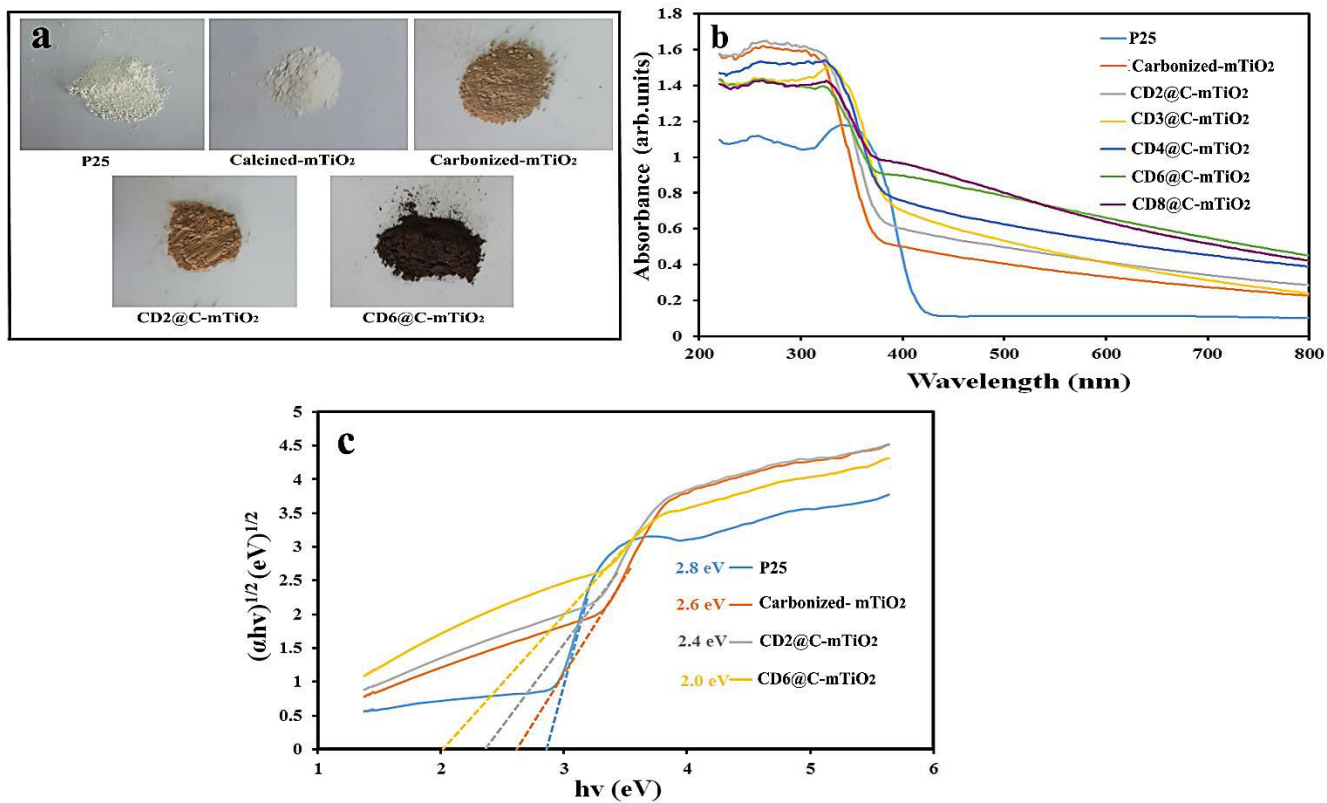 a
P25
Calcined-mTiO₂
Carbonized-mTiO₂
CD2@C-mTiO₂
CD6@C-mTiO₂
b
Absorbance (arb.units)
1.8
1.6
1.4
1.2
1
0.8
0.6
0.4
0.2
0
200
300
400
500
600
700
800
Wavelength (nm)
P25
Carbonized-mTiO₂
CD2@C-mTiO₂
CD3@C-mTiO₂
CD4@C-mTiO₂
CD6@C-mTiO₂
CD8@C-mTiO₂
c
(αhv)1/2 (eV)1/2
5
4.5
4
3.5
3
2.5
2
1.5
1
0.5
0
1
2
3
4
5
6
hv (eV)
2.8 eV P25
2.6 eV Carbonized- mTiO₂
2.4 eV CD2@C-mTiO₂
2.0 eV CD6@C-mTiO₂